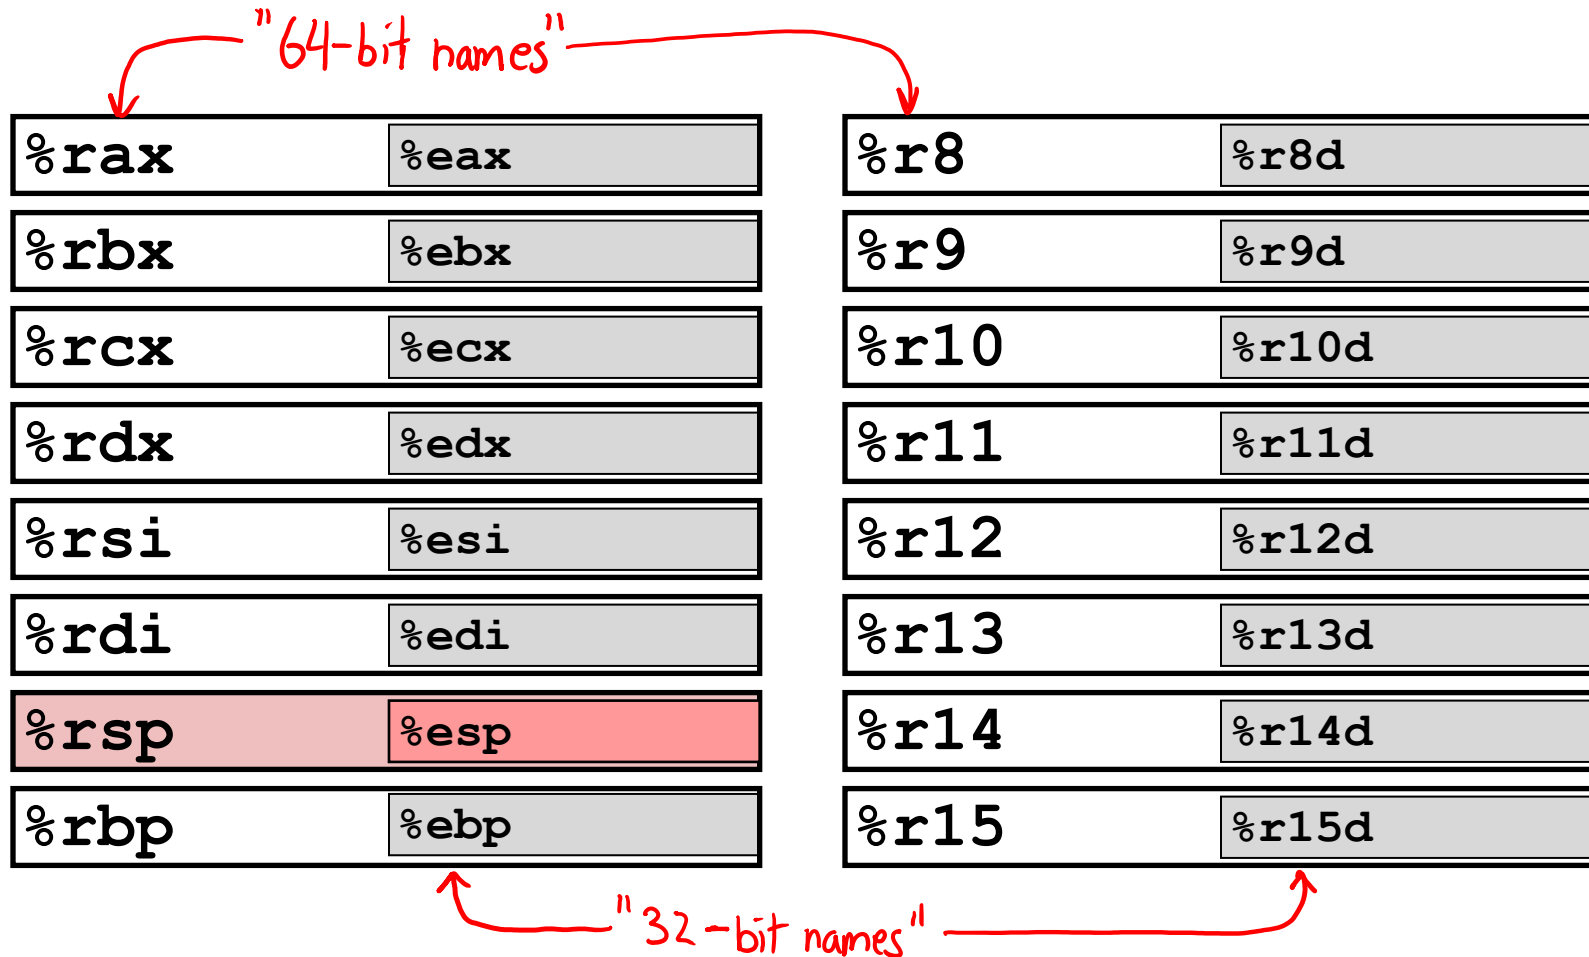 "64-bit names"
%rax %eax %r8 %r8d
%rbx %ebx %r9 %r9d
%rcx %ecx %r10 %r10d
%rdx %edx %r11 %r11d
%rsi %esi %r12 %r12d
%rdi %edi %r13 %r13d
%rsp %esp %r14 %r14d
%rbp %ebp %r15 %r15d
"32-bit names"